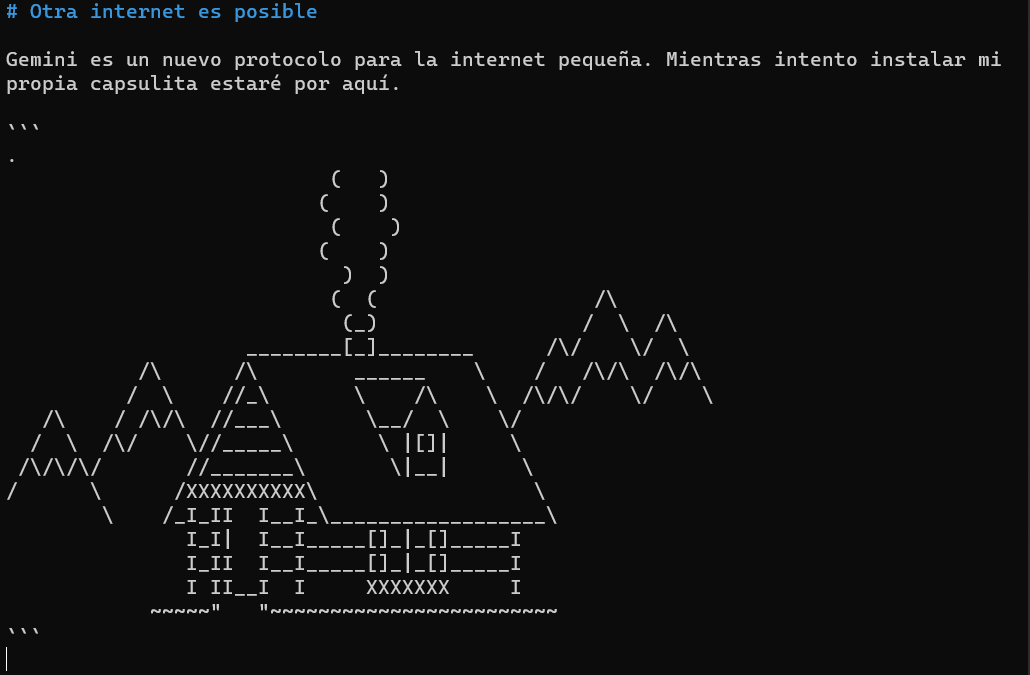 # Otra internet es posible
Gemini es un nuevo protocolo para la internet pequeña. Mientras intento instalar mi
propia capsulita estaré por aquí.
```
.
                           (   )
                          (    )
                           (    )
                          (    )
                            )  )
                           (  (                   /\
                            (_)                  /  \  /\
                    ________[_]________      /\/    \/  \
           /\       /\        ______    \    /   /\/\  /\/\
          /  \     //_\       \    /\    \  /\/\/    \/    \
   /\    / /\/\  //___\       \__/  \    \/
  /  \  /\/    \//_____\       \ |[]|     \
 /\/\/\/       //_______\       \|__|      \
/      \      /XXXXXXXXXX\                  \
        \    /_I_II  I__I_\__________________\
               I_I|  I__I_____[]_|_[]_____I
               I_II  I__I_____[]_|_[]_____I
               I II__I  I     XXXXXXX     I
            ~~~~~"   "~~~~~~~~~~~~~~~~~~~~~~~~
```